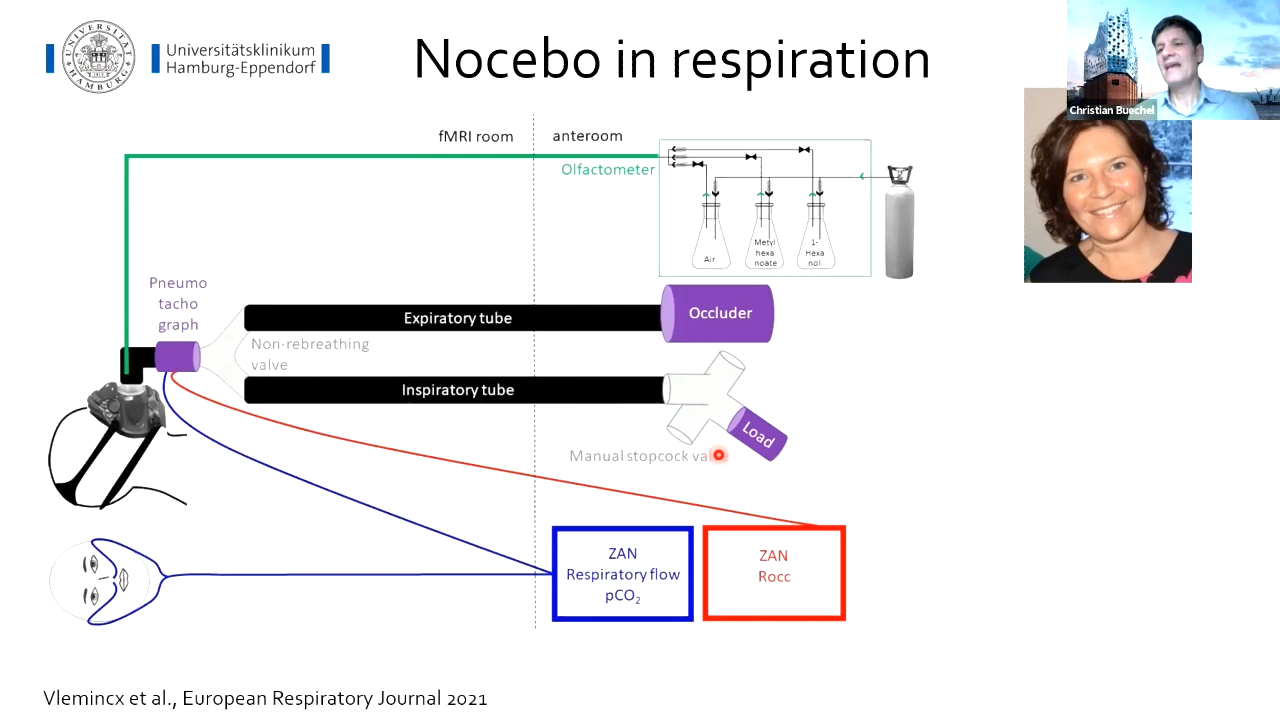 Universitätsklinikum
Hamburg-Eppendorf
Nocebo in respiration
Christian Buechel
fMRI room
anteroom
Olfactometer
Air
Metyl
hexa
noate
1-
Hexa
nol
Pneumo
tacho
graph
Expiratory tube
Occluder
Non-rebreathing
valve
Inspiratory tube
Load
Manual stopcock va
ZAN
Respiratory flow
pCO₂
ZAN
Rocc
Vlemincx et al., European Respiratory Journal 2021